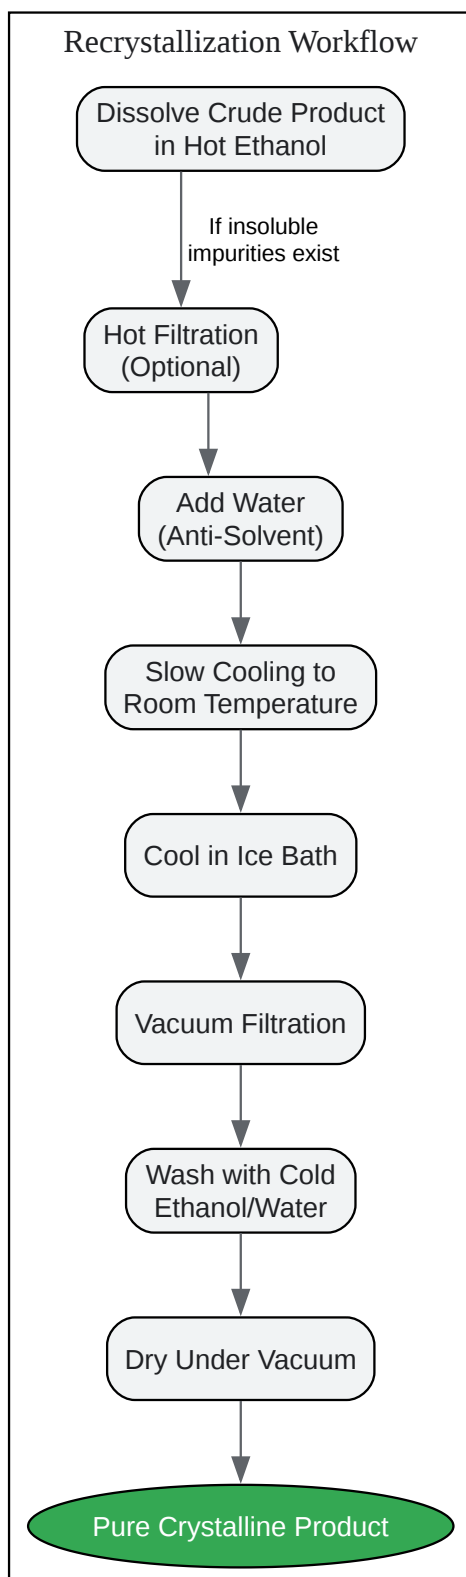 Recrystallization Workflow
Dissolve Crude Product
in Hot Ethanol
If insoluble
impurities exist
Hot Filtration
(Optional)
Add Water
(Anti-Solvent)
Slow Cooling to
Room Temperature
Cool in Ice Bath
Vacuum Filtration
Wash with Cold
Ethanol/Water
Dry Under Vacuum
Pure Crystalline Product